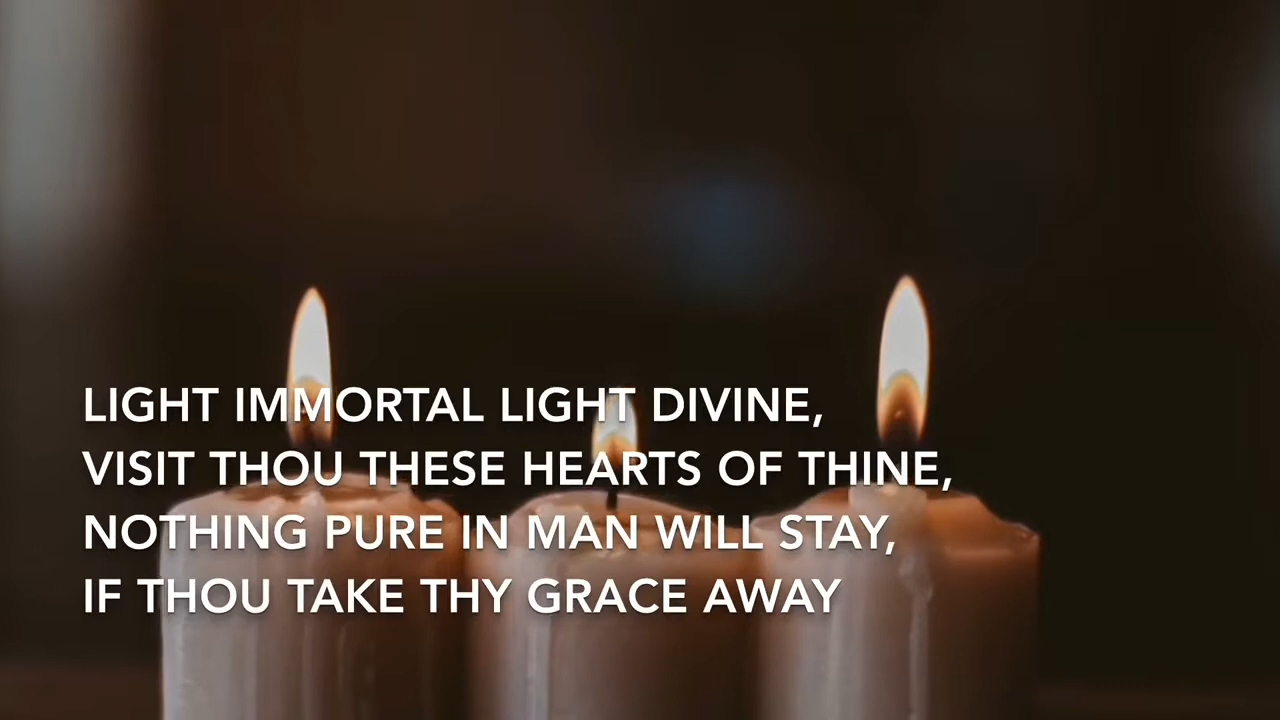 LIGHT IMMORTAL LIGHT DIVINE,
VISIT THOU THESE HEARTS OF THINE,
NOTHING PURE IN MAN WILL STAY,
IF THOU TAKE THY GRACE AWAY